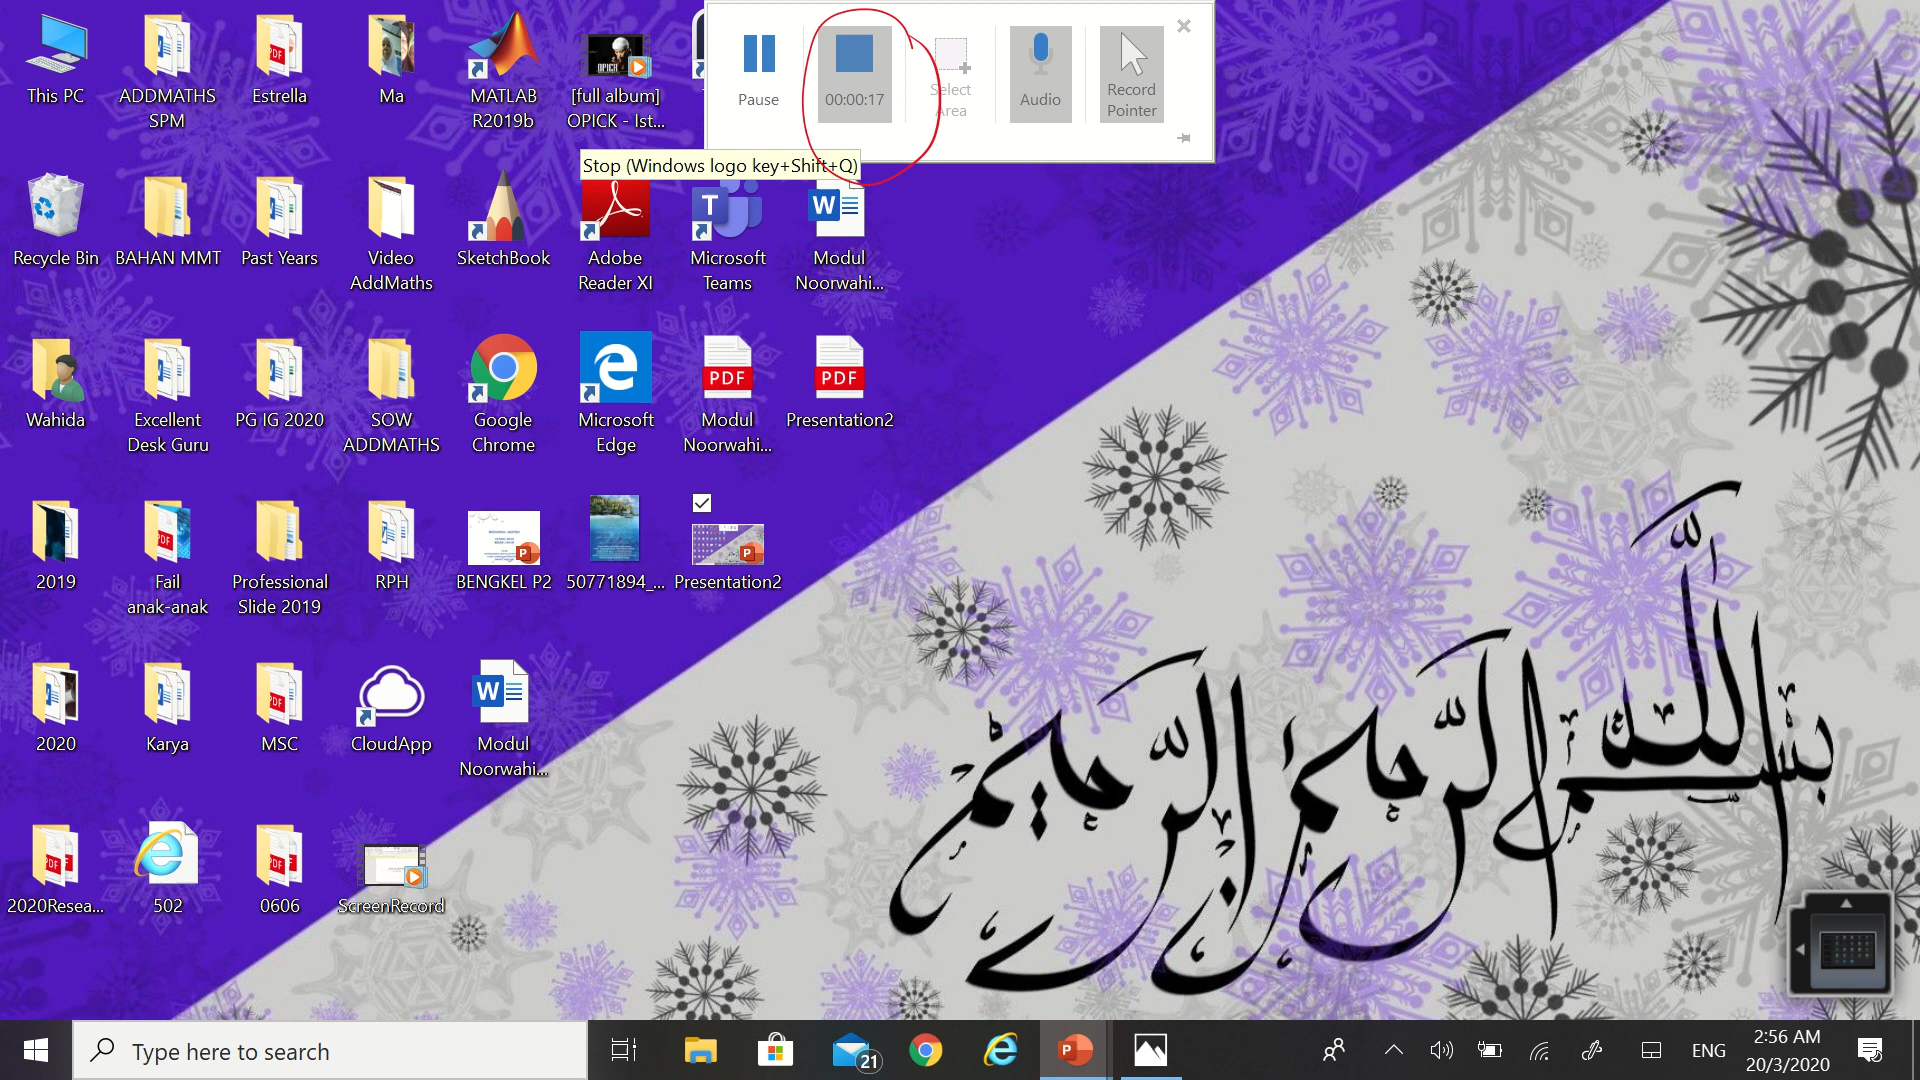 This PC
ADDMATHS
SPM
Estrella
Ma
MATLAB
R2019b
[full album]
OPICK - Ist...
OPICK
Pause
00:00:17
Select
Area
Audio
Record
Pointer
Stop (Windows logo key+Shift+Q)
Recycle Bin
BAHAN MMT
Past Years
Video
AddMaths
SketchBook
Adobe
Reader XI
Microsoft
Teams
Modul
Noorwahi...
Wahida
Excellent
Desk Guru
PG IG 2020
SOW
ADDMATHS
Google
Chrome
Microsoft
Edge
PDF
Modul
Noorwahi...
PDF
Presentation2
2019
Fail
anak-anak
Professional
Slide 2019
RPH
BENGKEL P2
50771894_...
Presentation2
2020
Karya
MSC
CloudApp
Modul
Noorwahi...
2020Resea...
502
0606
ScreenRecord
بسم الله الرحمن الرحيم
Type here to search
21
ENG
2:56 AM
20/3/2020